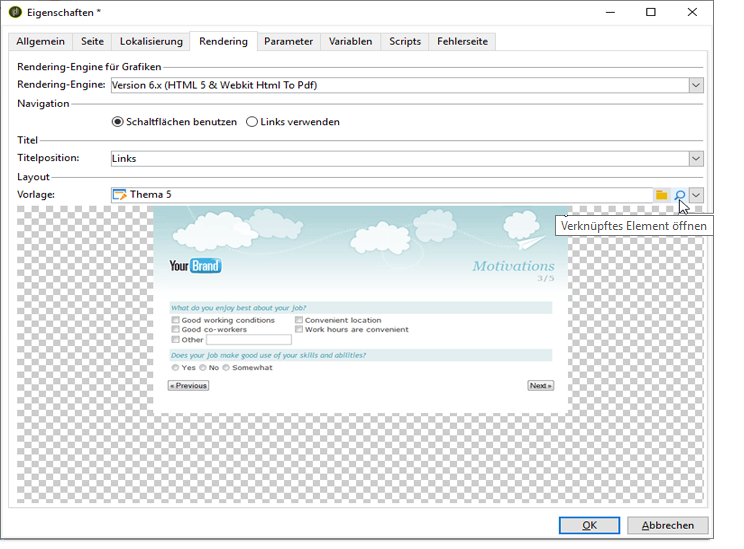 Eigenschaften *
Allgemein Seite Lokalisierung Rendering Parameter Variablen Scripts Fehlerseite
Rendering-Engine für Grafiken
Rendering-Engine: Version 6.x (HTML 5 & Webkit Html To Pdf)
Navigation
Schaltflächen benutzen Links verwenden
Titel
Titelposition: Links
Layout
Vorlage: Thema 5
Verknüpftes Element öffnen
Your Brand
Motivations
3/5
What do you enjoy best about your job?
Good working conditions Convenient location
Good co-workers Work hours are convenient
Other
Does your job make good use of your skills and abilities?
Yes No Somewhat
« Previous Next »
OK Abbrechen